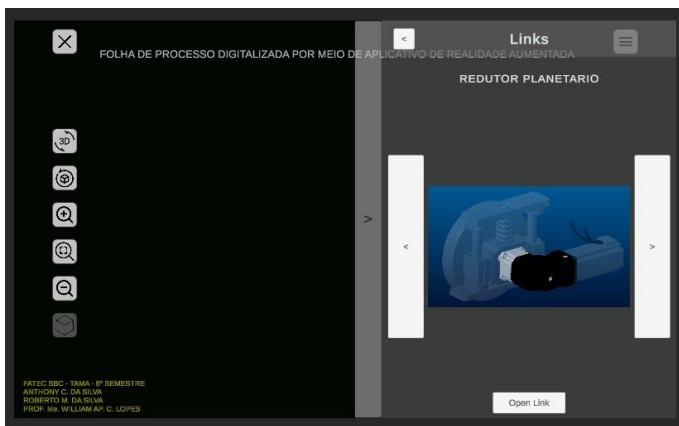 FOLHA DE PROCESSO DIGITALIZADA POR MEIO DE APLICATIVO DE REALIDADE AUMENTADA
<
Links
REDUTOR PLANETARIO
3D
>
<
>
Open Link
FATEC SBC - TAMA - 6º SEMESTRE
ANTHONY C. DA SILVA
ROBERTO M. DA SILVA
PROF. Me. WILLIAM AP. C. LOPES